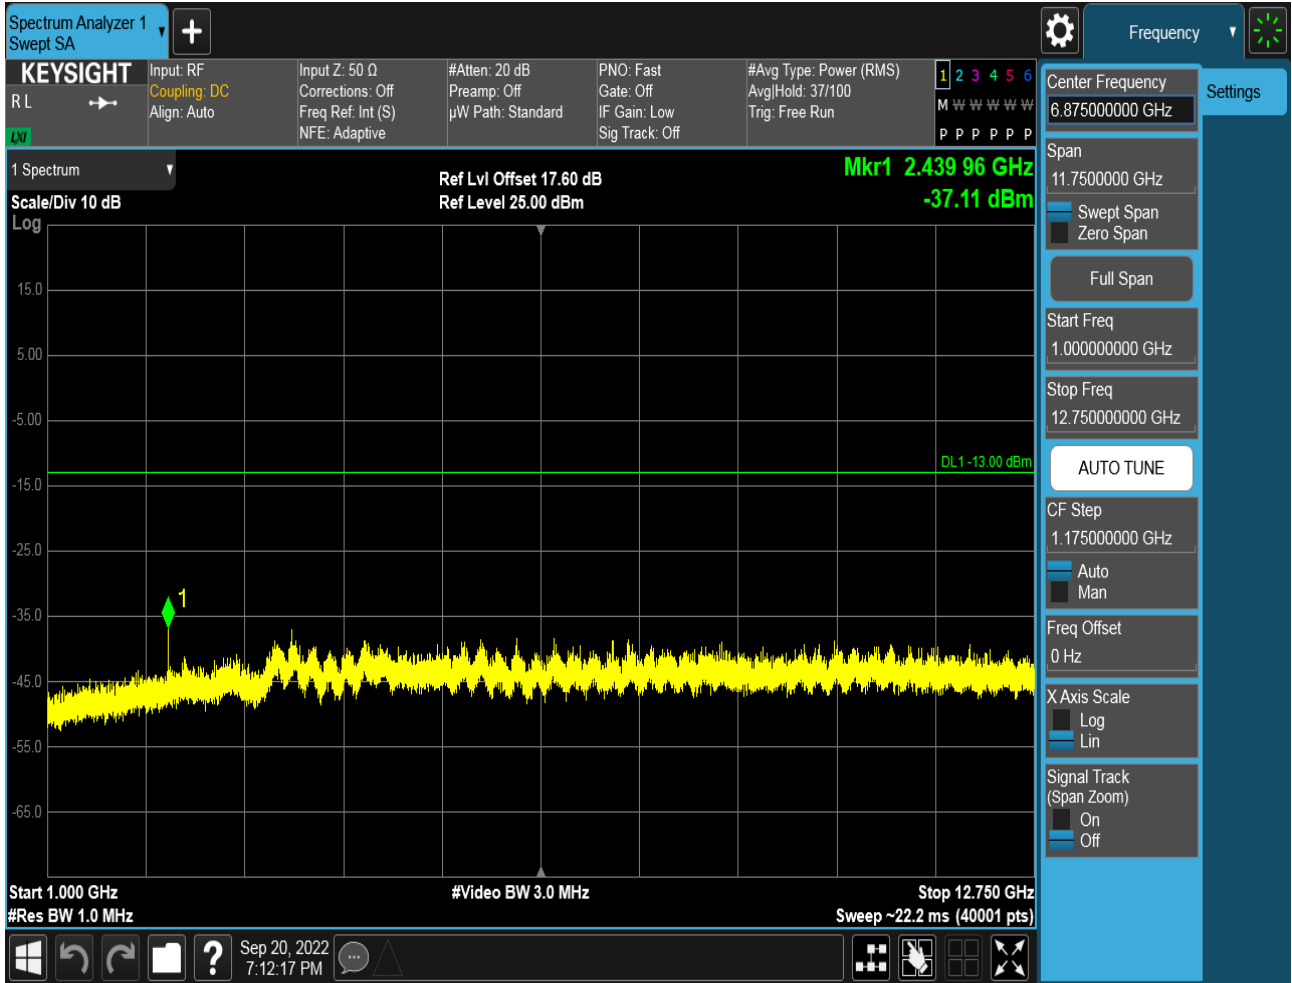 Spectrum Analyzer 1
Swept SA
+
Frequency
KEYSIGHT
R L
LXI
Input: RF
Coupling: DC
Align: Auto
Input Z: 50 Ω
Corrections: Off
Freq Ref: Int (S)
NFE: Adaptive
#Atten: 20 dB
Preamp: Off
µW Path: Standard
PNO: Fast
Gate: Off
IF Gain: Low
Sig Track: Off
#Avg Type: Power (RMS)
Avg|Hold: 37/100
Trig: Free Run
1 2 3 4 5 6
M W W W W W
P P P P P P
1 Spectrum
Scale/Div 10 dB
Log
Ref Lvl Offset 17.60 dB
Ref Level 25.00 dBm
Mkr1 2.439 96 GHz
-37.11 dBm
15.0
5.00
-5.00
DL1 -13.00 dBm
-15.0
-25.0
1
-35.0
-45.0
-55.0
-65.0
Start 1.000 GHz
#Res BW 1.0 MHz
#Video BW 3.0 MHz
Stop 12.750 GHz
Sweep ~22.2 ms (40001 pts)
Center Frequency
6.875000000 GHz
Settings
Span
11.7500000 GHz
Swept Span
Zero Span
Full Span
Start Freq
1.000000000 GHz
Stop Freq
12.750000000 GHz
AUTO TUNE
CF Step
1.175000000 GHz
Auto
Man
Freq Offset
0 Hz
X Axis Scale
Log
Lin
Signal Track
(Span Zoom)
On
Off
?
Sep 20, 2022
7:12:17 PM